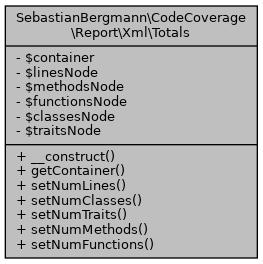 SebastianBergmann\CodeCoverage
\Report\Xml\Totals
- $container
- $linesNode
- $methodsNode
- $functionsNode
- $classesNode
- $traitsNode
+ __construct()
+ getContainer()
+ setNumLines()
+ setNumClasses()
+ setNumTraits()
+ setNumMethods()
+ setNumFunctions()